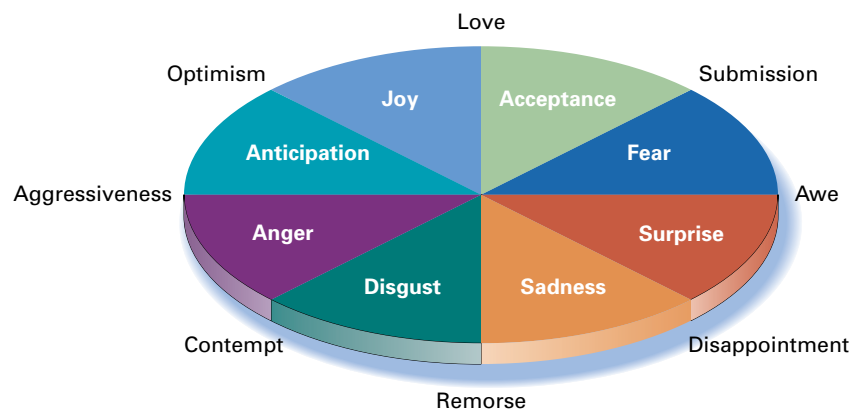 Love
Optimism
Submission
Joy
Acceptance
Anticipation
Fear
Aggressiveness
Awe
Anger
Surprise
Disgust
Sadness
Contempt
Disappointment
Remorse